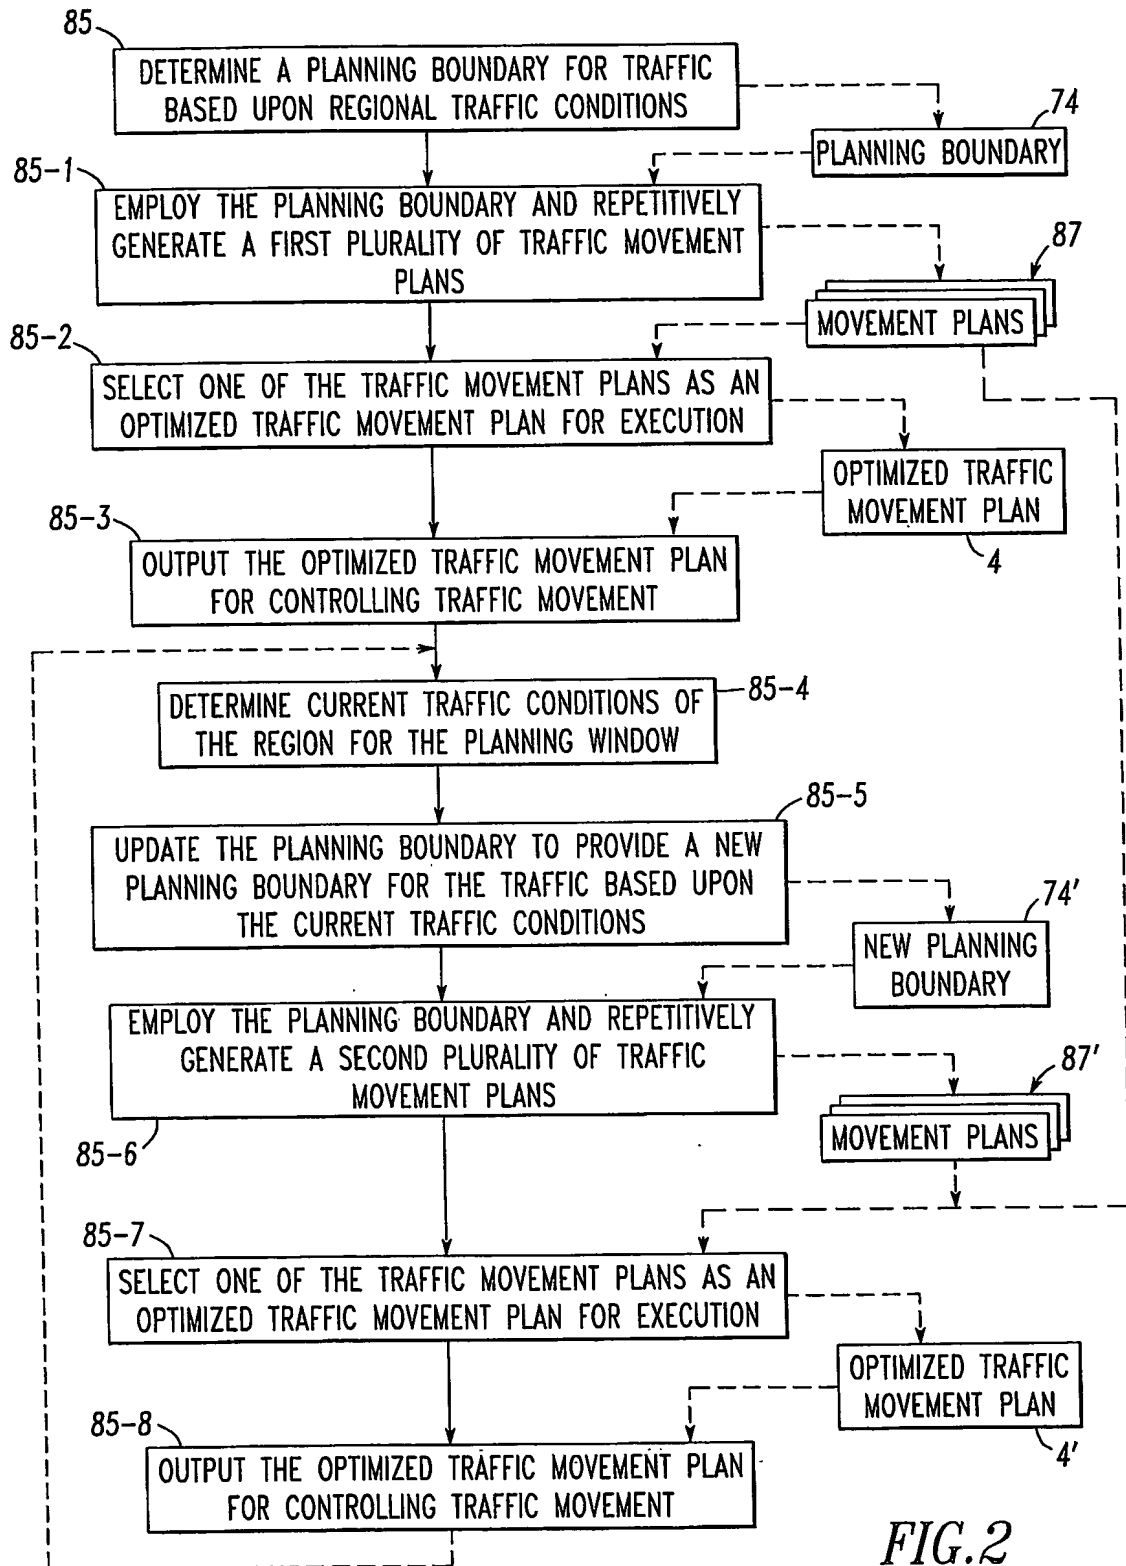 85
DETERMINE A PLANNING BOUNDARY FOR TRAFFIC
BASED UPON REGIONAL TRAFFIC CONDITIONS
74
PLANNING BOUNDARY
85-1
EMPLOY THE PLANNING BOUNDARY AND REPETITIVELY
GENERATE A FIRST PLURALITY OF TRAFFIC MOVEMENT
PLANS
87
MOVEMENT PLANS
85-2
SELECT ONE OF THE TRAFFIC MOVEMENT PLANS AS AN
OPTIMIZED TRAFFIC MOVEMENT PLAN FOR EXECUTION
OPTIMIZED TRAFFIC
MOVEMENT PLAN
4
85-3
OUTPUT THE OPTIMIZED TRAFFIC MOVEMENT PLAN
FOR CONTROLLING TRAFFIC MOVEMENT
85-4
DETERMINE CURRENT TRAFFIC CONDITIONS OF
THE REGION FOR THE PLANNING WINDOW
85-5
UPDATE THE PLANNING BOUNDARY TO PROVIDE A NEW
PLANNING BOUNDARY FOR THE TRAFFIC BASED UPON
THE CURRENT TRAFFIC CONDITIONS
74'
NEW PLANNING
BOUNDARY
EMPLOY THE PLANNING BOUNDARY AND REPETITIVELY
GENERATE A SECOND PLURALITY OF TRAFFIC
MOVEMENT PLANS
85-6
87'
MOVEMENT PLANS
85-7
SELECT ONE OF THE TRAFFIC MOVEMENT PLANS AS AN
OPTIMIZED TRAFFIC MOVEMENT PLAN FOR EXECUTION
OPTIMIZED TRAFFIC
MOVEMENT PLAN
4'
85-8
OUTPUT THE OPTIMIZED TRAFFIC MOVEMENT PLAN
FOR CONTROLLING TRAFFIC MOVEMENT
FIG.2